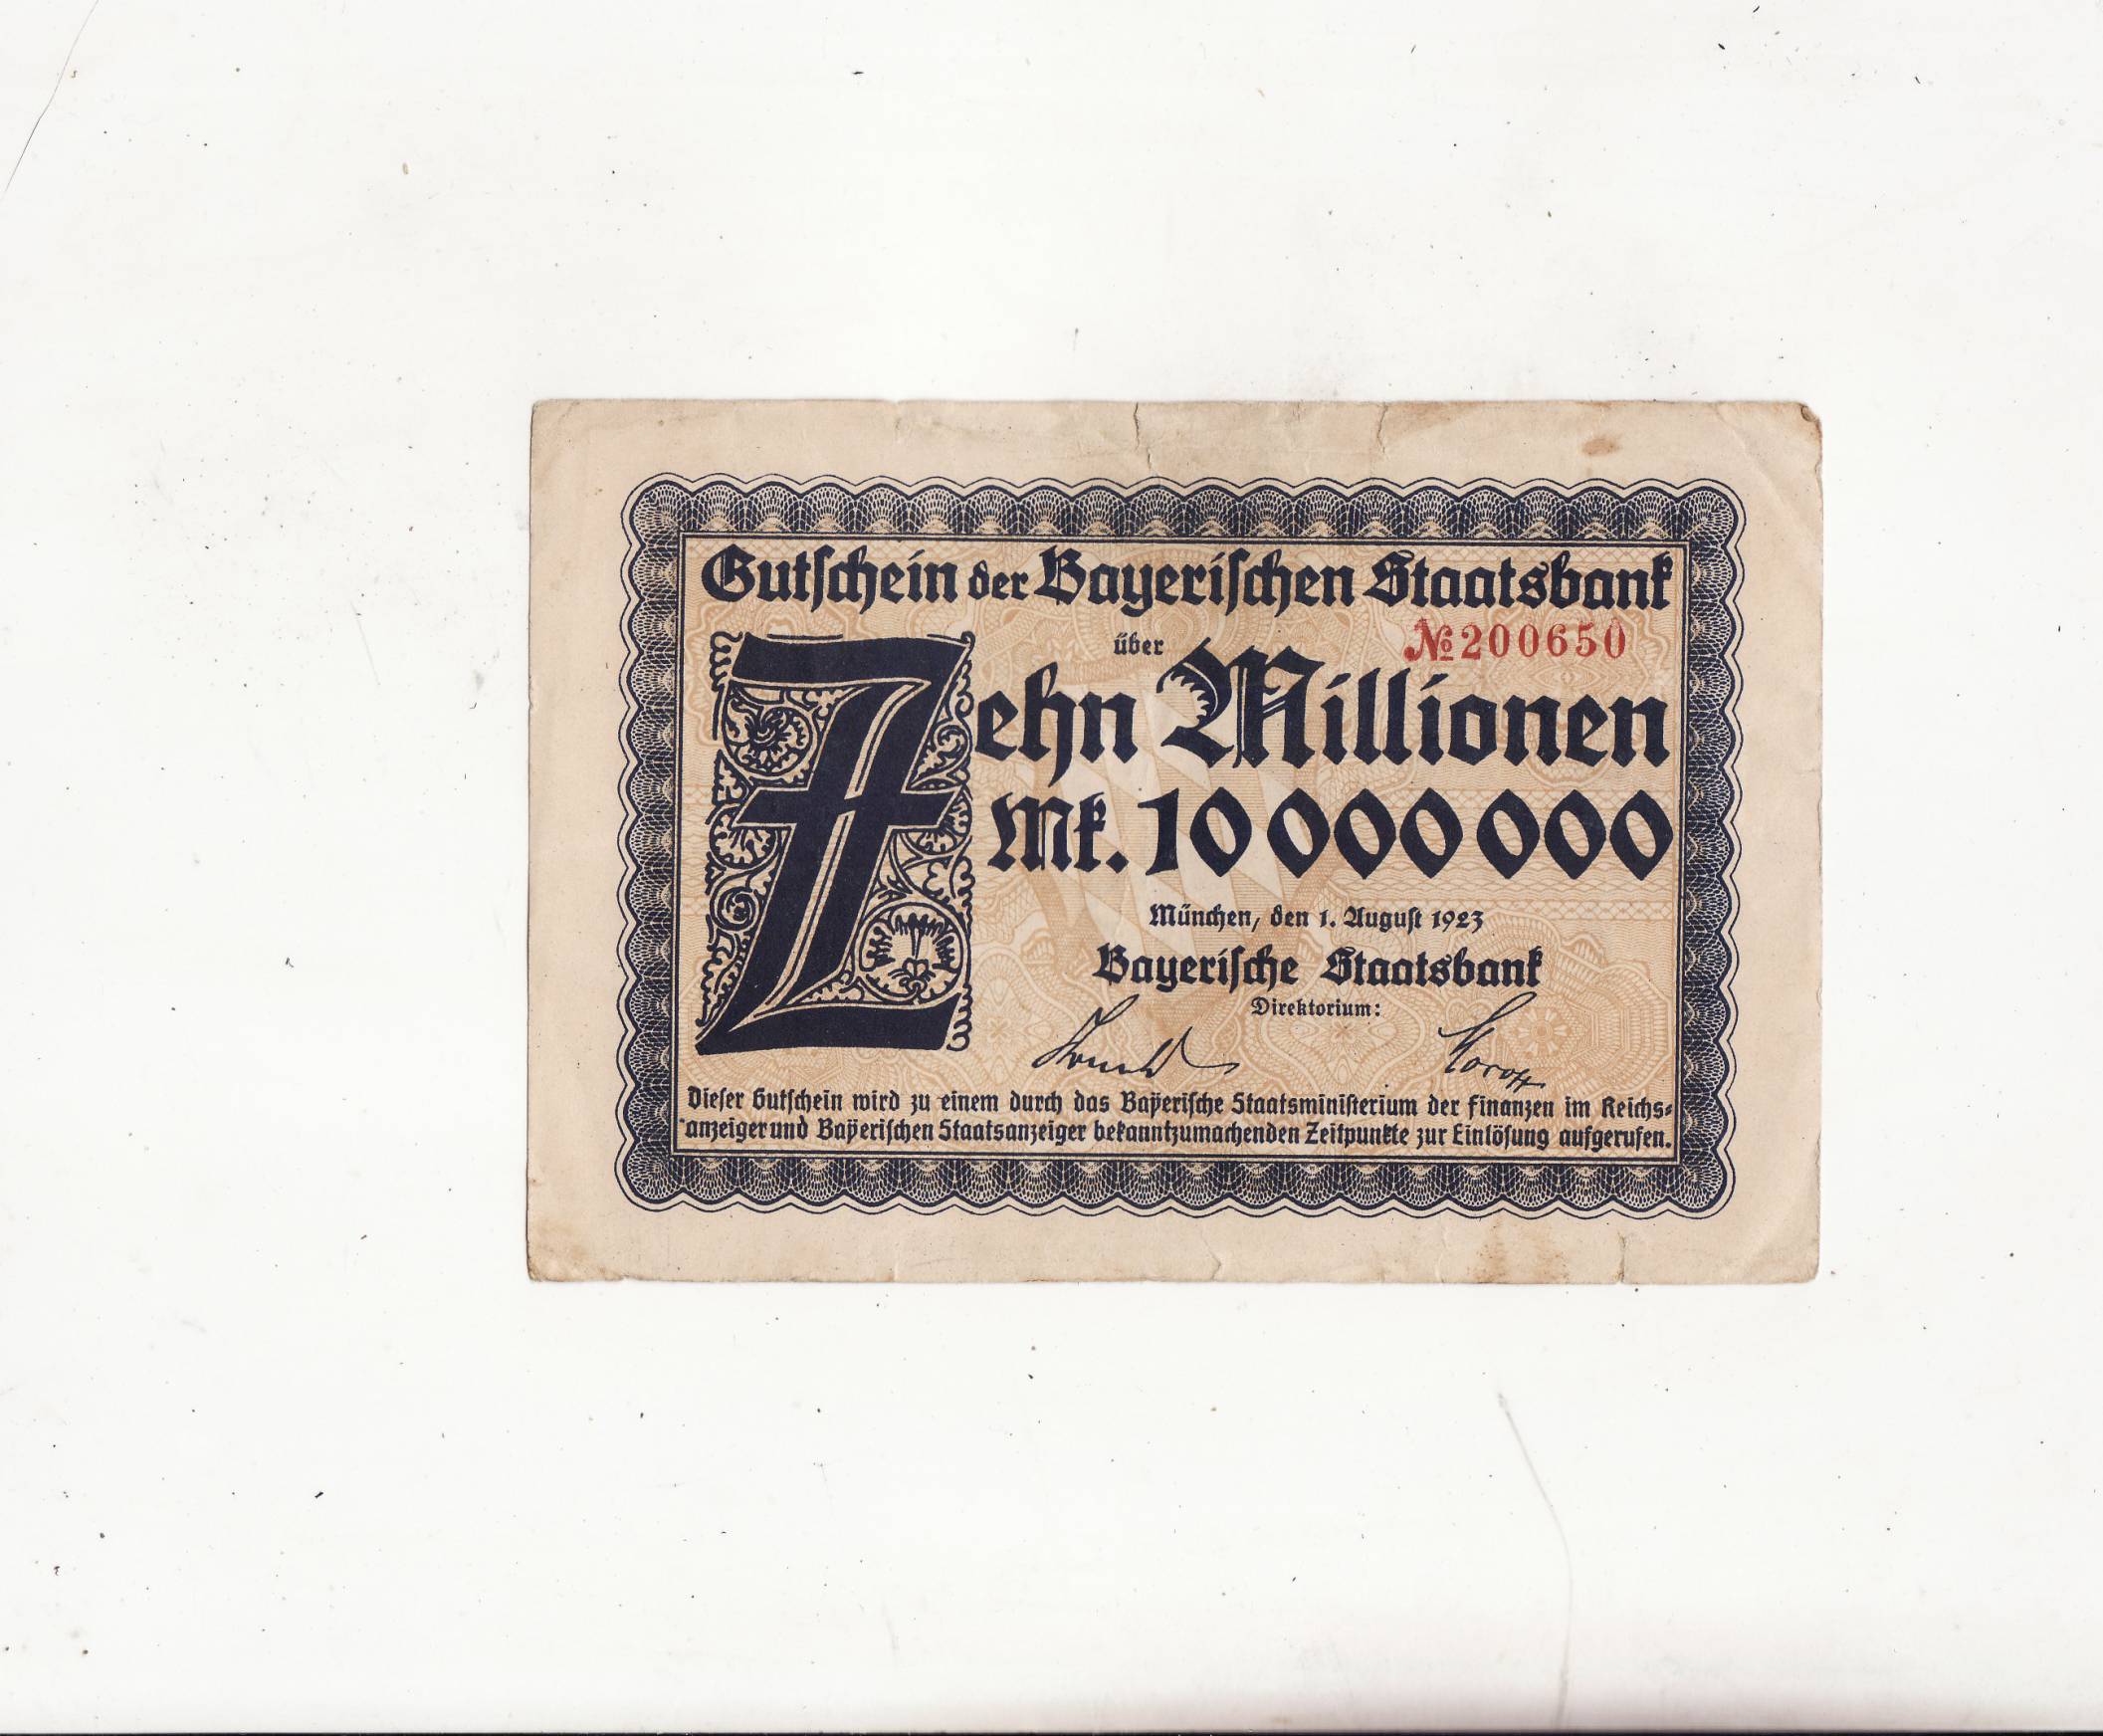 Gutschein der Bayerischen Staatsbank
über
№ 200650
Zehn Millionen
Mk. 10 000 000
München, den 1. August 1923
Bayerische Staatsbank
Direktorium:
Dieser Gutschein wird zu einem durch das Bayerische Staatsministerium der Finanzen im Reichs-
anzeiger und Bayerischen Staatsanzeiger bekanntzumachenden Zeitpunkte zur Einlösung aufgerufen.